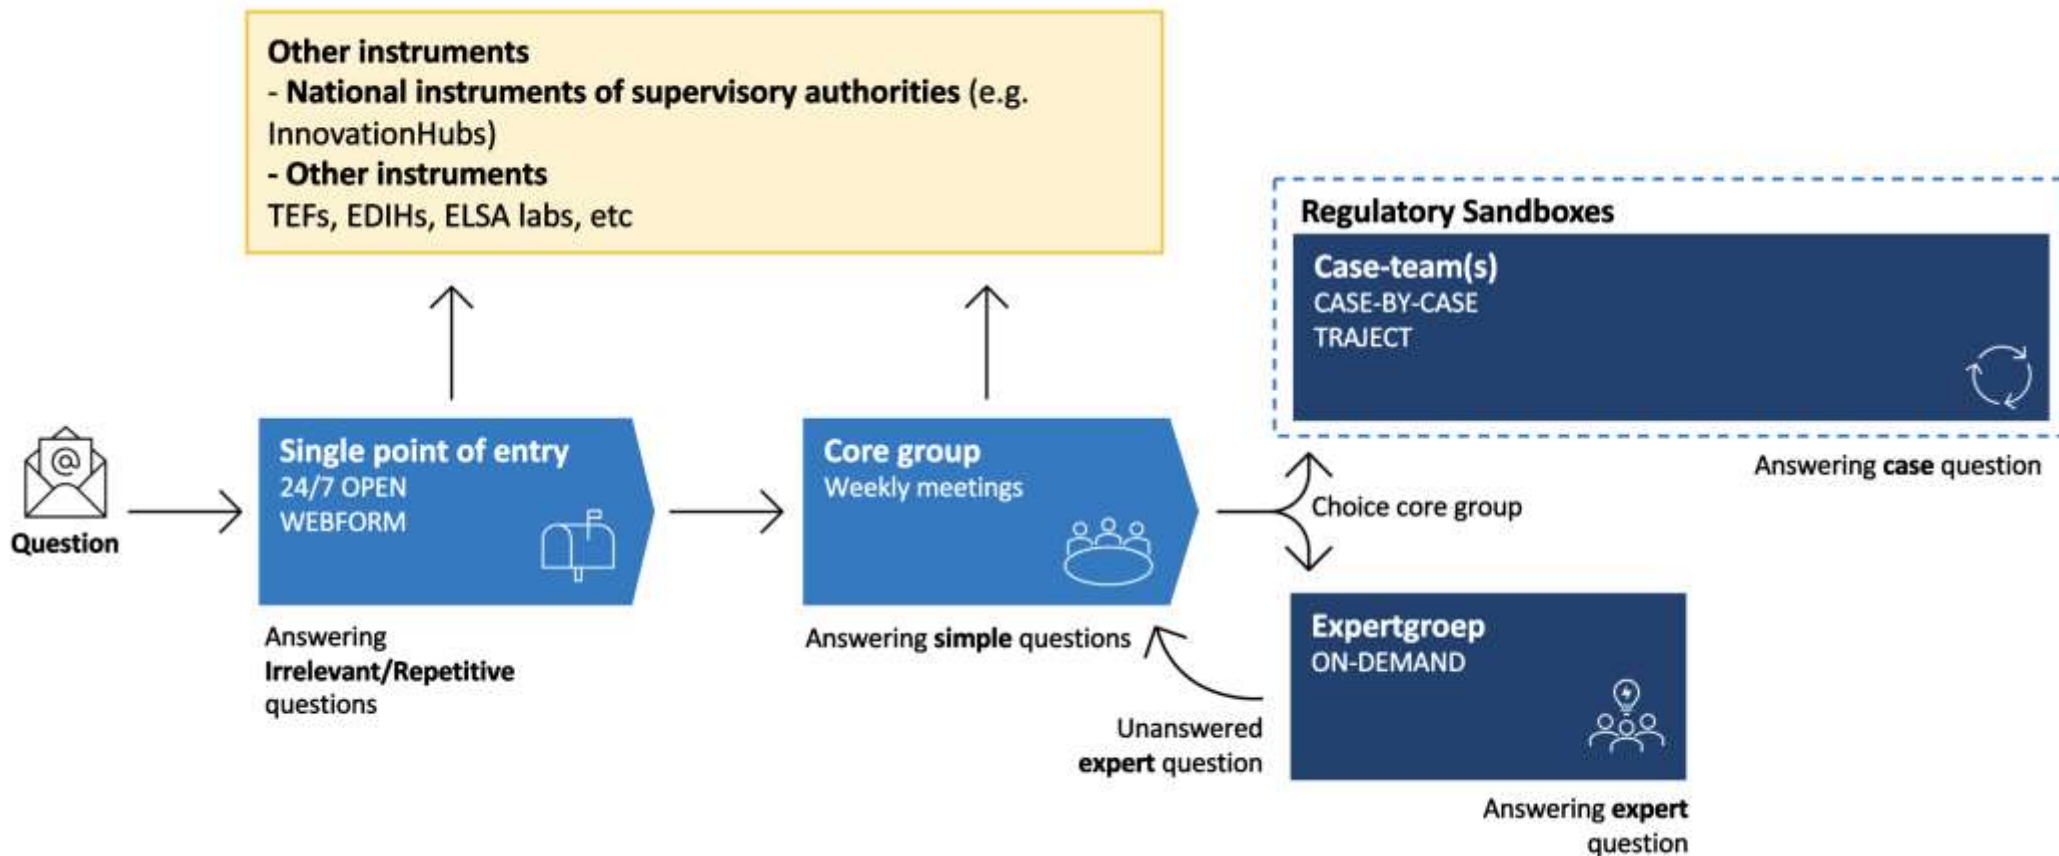 Other instruments
- National instruments of supervisory authorities (e.g.
InnovationHubs)
- Other instruments
TEFs, EDIHs, ELSA labs, etc
Regulatory Sandboxes
Case-team(s)
CASE-BY-CASE
TRAJECT
Answering case question
Question
Single point of entry
24/7 OPEN
WEBFORM
Answering
Irrelevant/Repetitive
questions
Core group
Weekly meetings
Answering simple questions
Choice core group
Expertgroep
ON-DEMAND
Unanswered
expert question
Answering expert
question